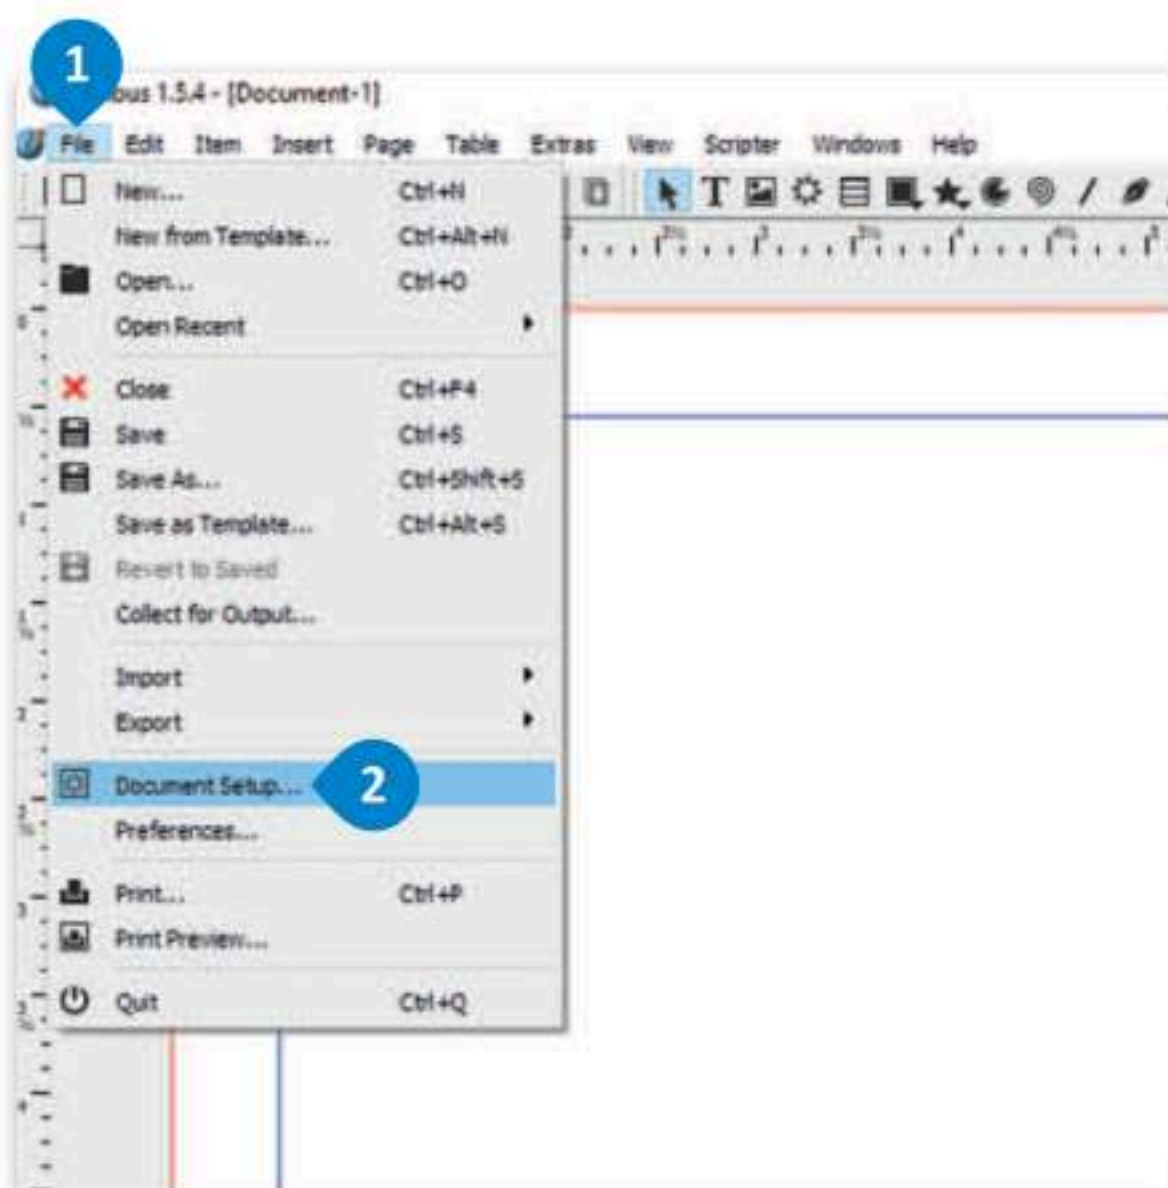 1
ous 1.5.4 - [Document-1]
File Edit Item Insert Page Table Extras View Scripter Windows Help
New... Ctrl+N
New from Template... Ctrl+Alt+N
Open... Ctrl+O
Open Recent
Close Ctrl+F4
Save Ctrl+S
Save As... Ctrl+Shift+S
Save as Template... Ctrl+Alt+S
Revert to Saved
Collect for Output...
Import
Export
Document Setup... 2
Preferences...
Print... Ctrl+P
Print Preview...
Quit Ctrl+Q